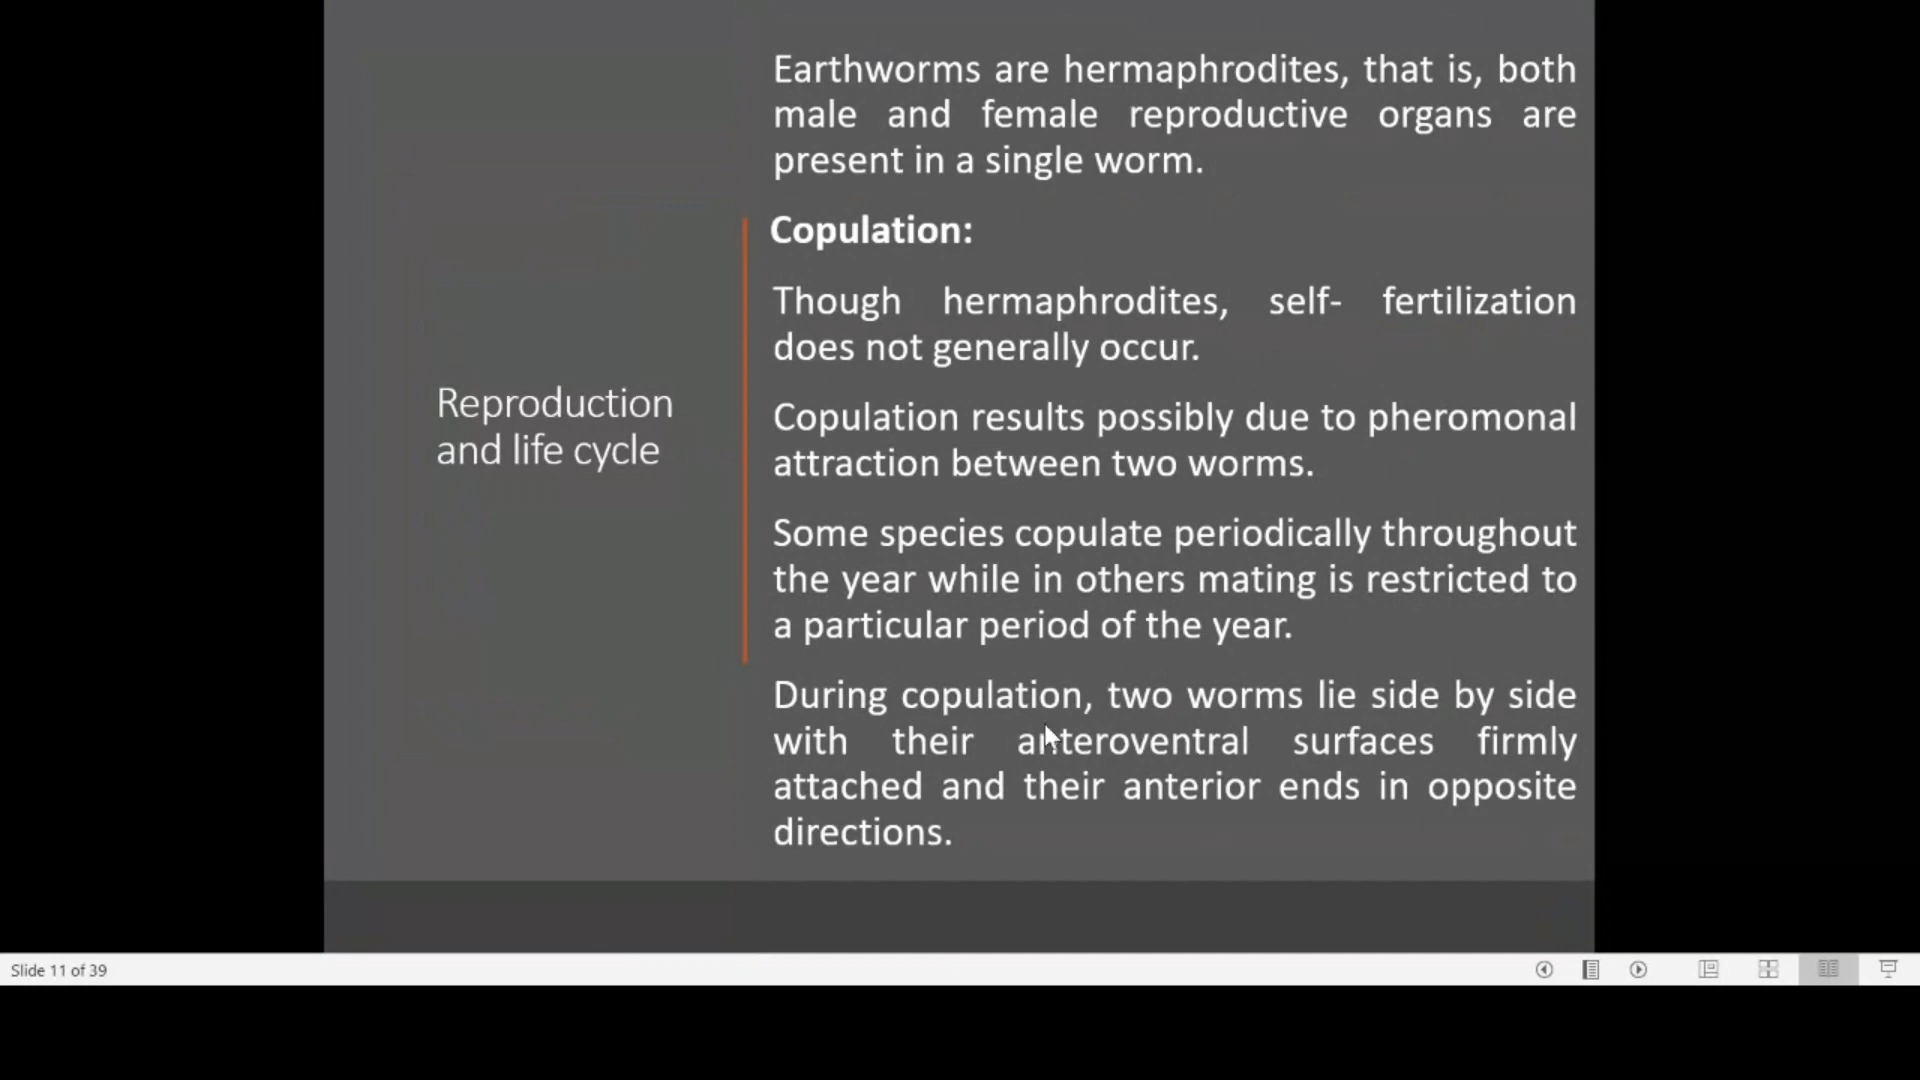 Earthworms are hermaphrodites, that is, both
male and female reproductive organs are
present in a single worm.
Copulation:
Though hermaphrodites, self- fertilization
does not generally occur.
Copulation results possibly due to pheromonal
attraction between two worms.
Some species copulate periodically throughout
the year while in others mating is restricted to
a particular period of the year.
During copulation, two worms lie side by side
with their anteroventral surfaces firmly
attached and their anterior ends in opposite
directions.
Reproduction
and life cycle
Slide 11 of 39